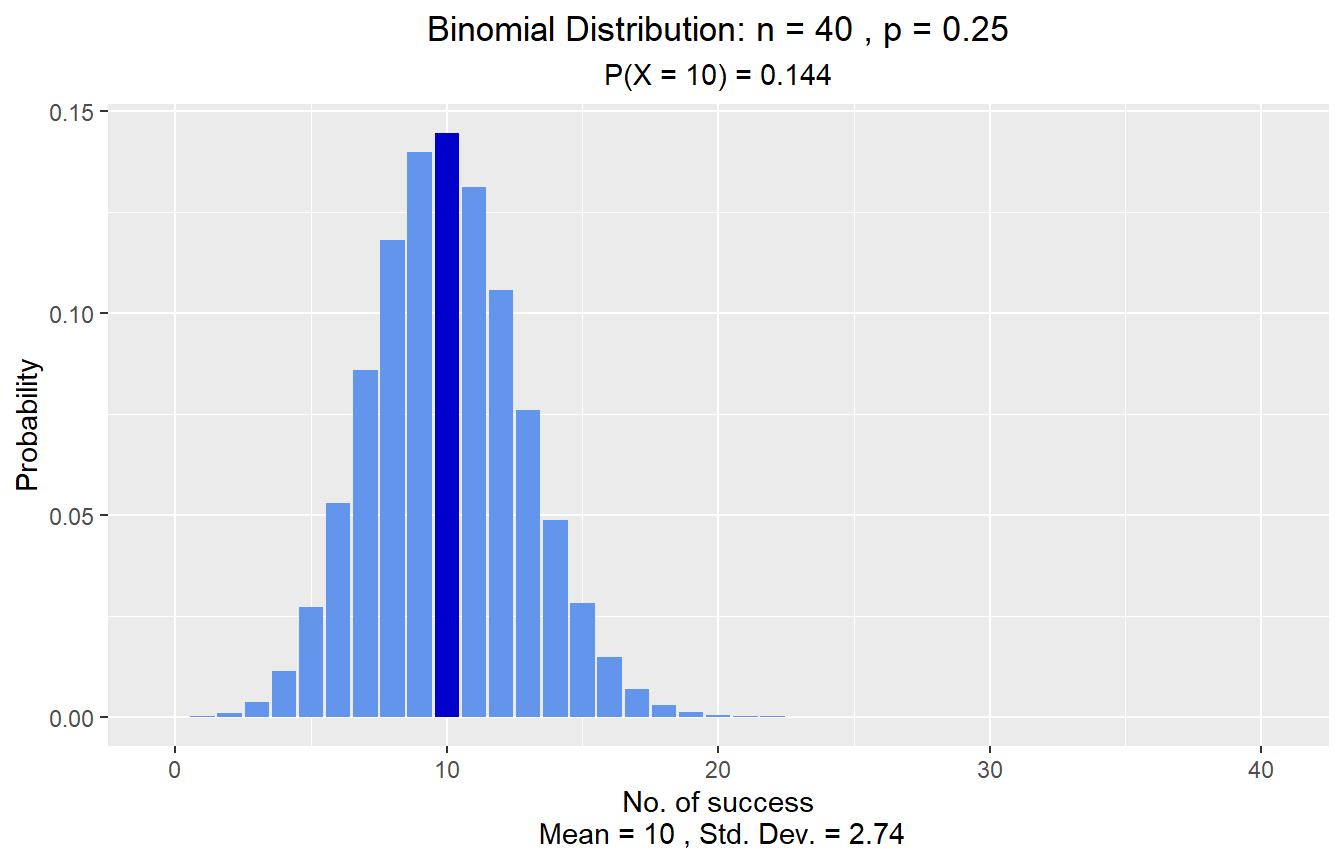 Binomial Distribution: n = 40 , p = 0.25
P(X = 10) = 0.144
Probability
0.15
0.10
0.05
0.00
0 10 20 30 40
No. of success
Mean = 10 , Std. Dev. = 2.74